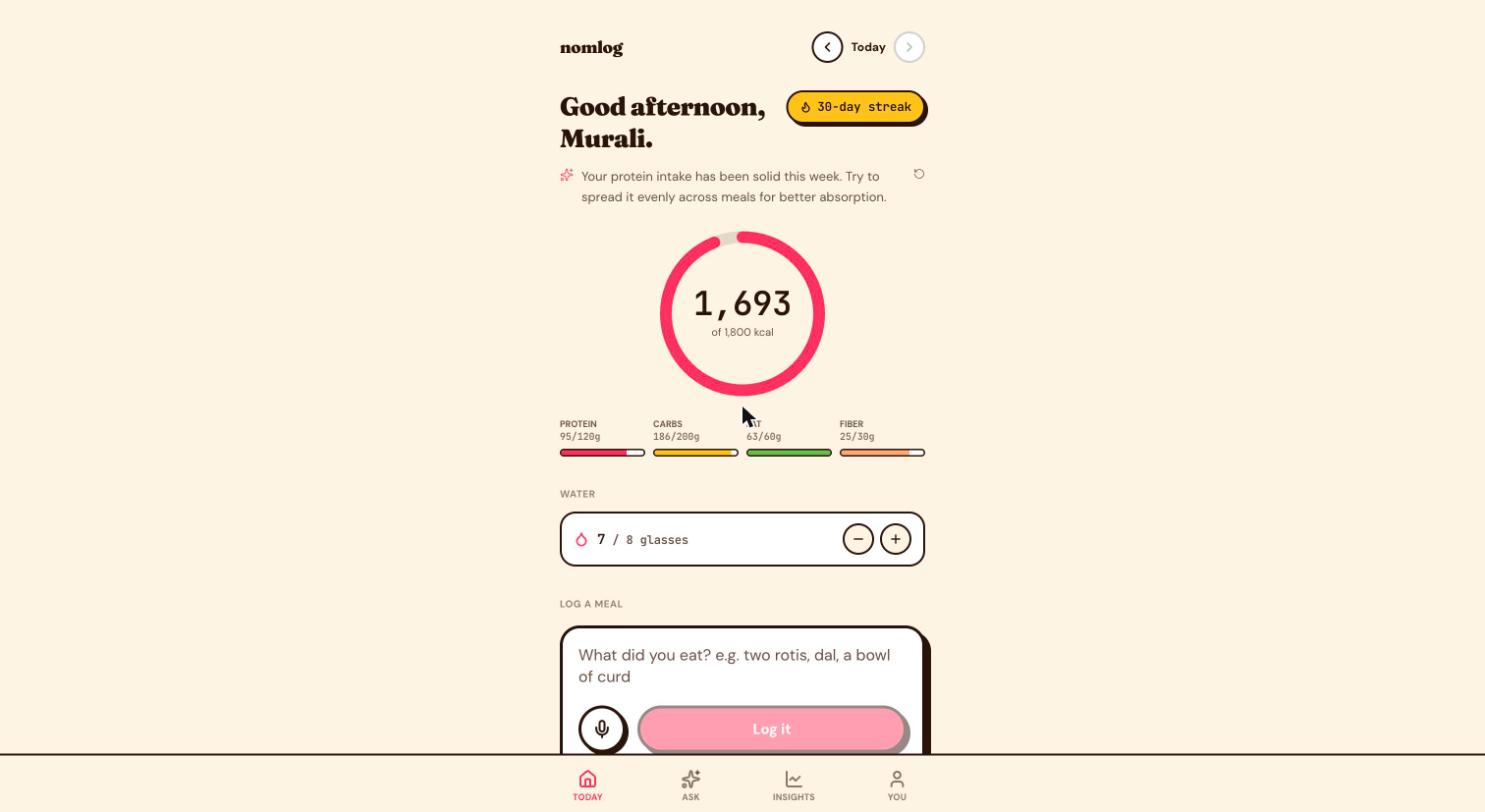 nomlog
Today
Good afternoon,
Murali.
30-day streak
Your protein intake has been solid this week. Try to
spread it evenly across meals for better absorption.
1,693
of 1,800 kcal
PROTEIN
95/120g
CARBS
186/200g
63/60g
FIBER
25/30g
WATER
7 / 8 glasses
LOG A MEAL
What did you eat? e.g. two rotis, dal, a bowl
of curd
Log it
TODAY
ASK
INSIGHTS
YOU